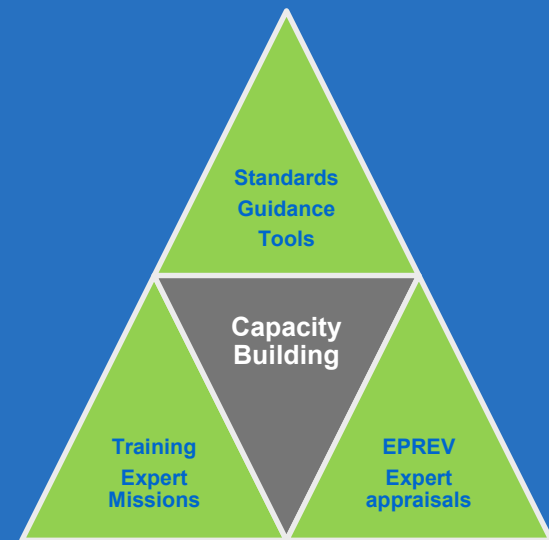 Standards
Guidance
Tools
Capacity
Building
Training
Expert
Missions
EPREV
Expert
appraisals